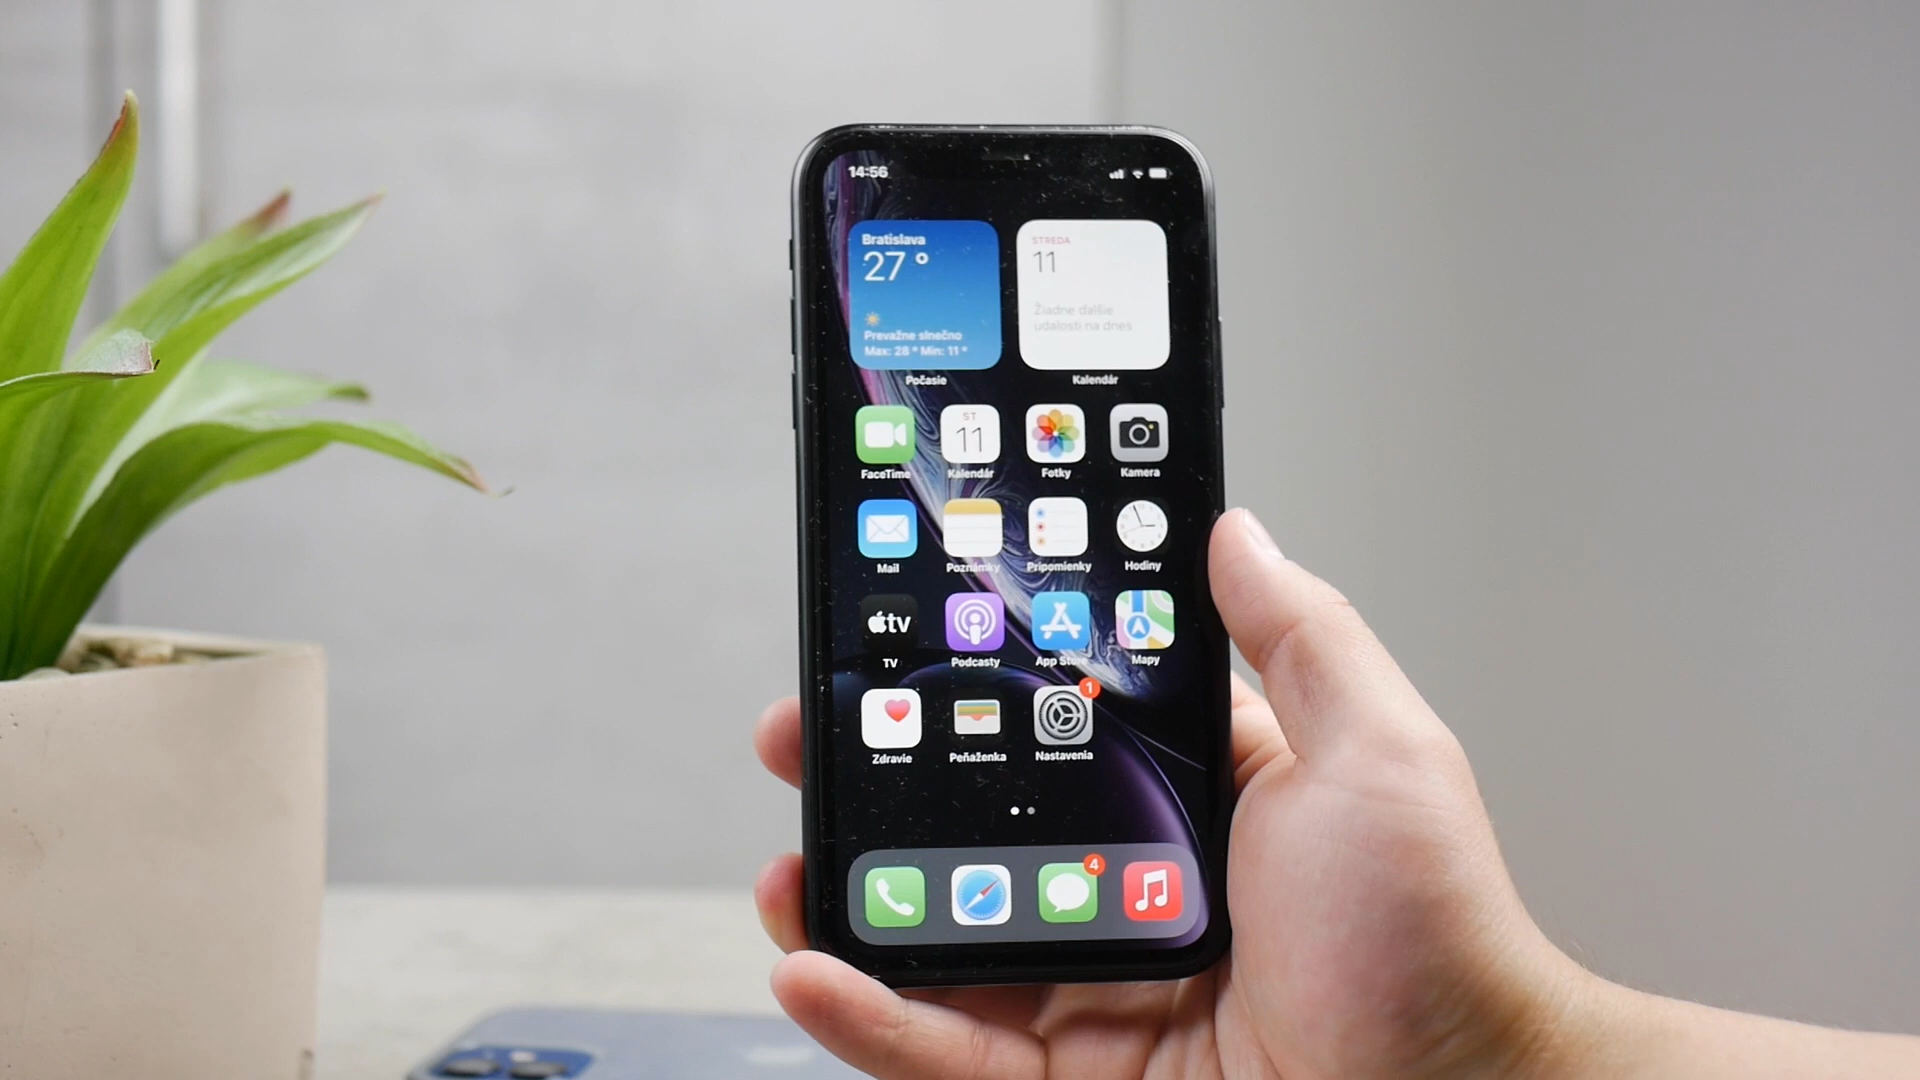 14:56
Bratislava
27°
Prevažne slnečno
Max: 28° Min: 11°
Počasie
STREDA
11
Žiadne ďalšie
udalosti na dnes
Kalendár
ST
11
FaceTime
Kalendár
Fotky
Kamera
Mail
Poznámky
Pripomienky
Hodiny
tv
TV
Podcasty
App Store
Mapy
1
Zdravie
Peňaženka
Nastavenia
4